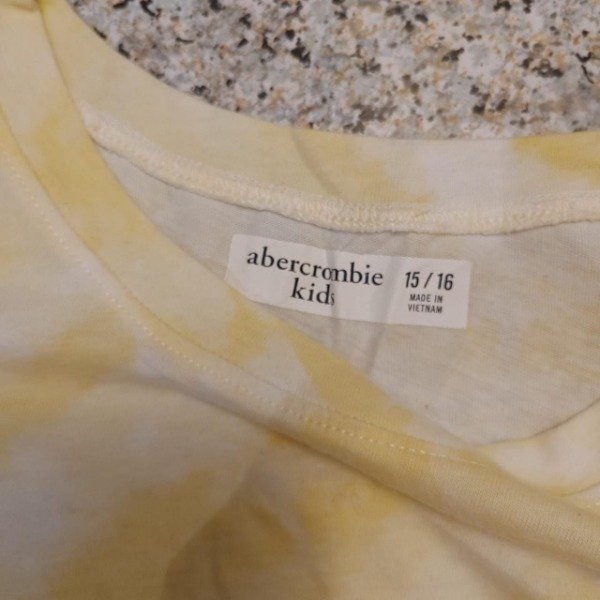 abercrombie
kids
15 / 16
MADE IN
VIETNAM